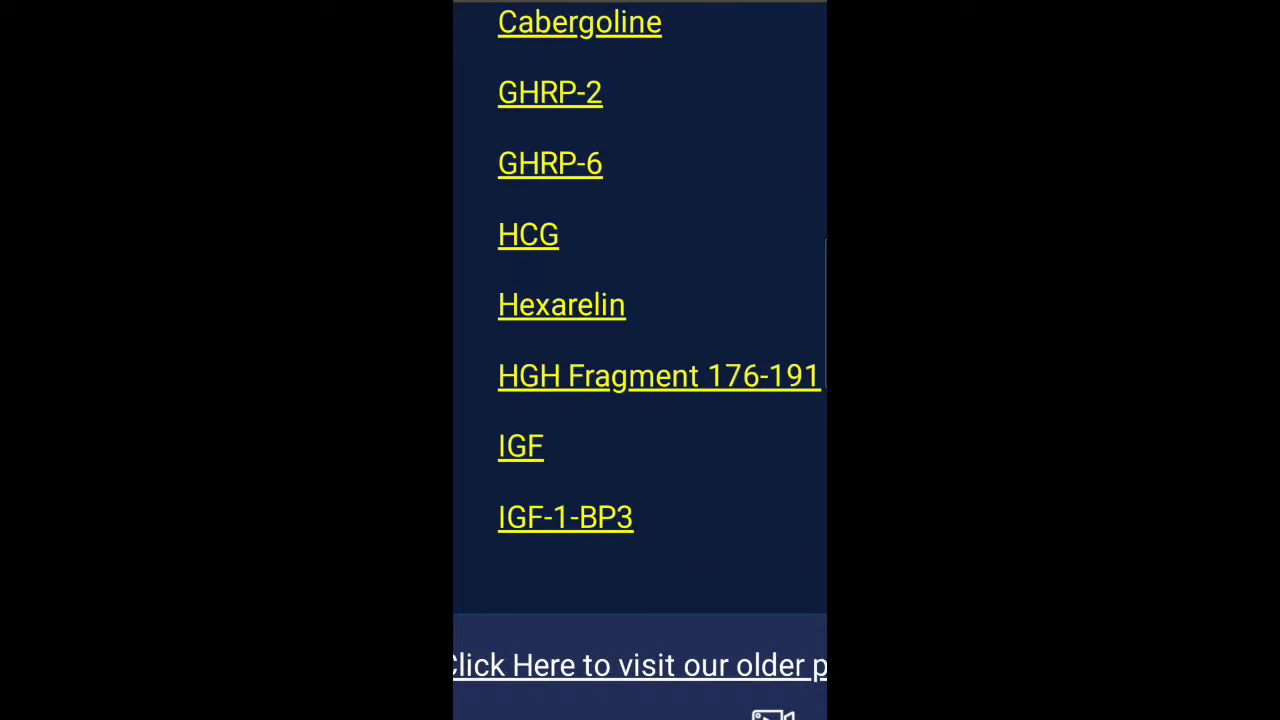 Cabergoline
GHRP-2
GHRP-6
HCG
Hexarelin
HGH Fragment 176-191
IGF
IGF-1-BP3
Click Here to visit our older p